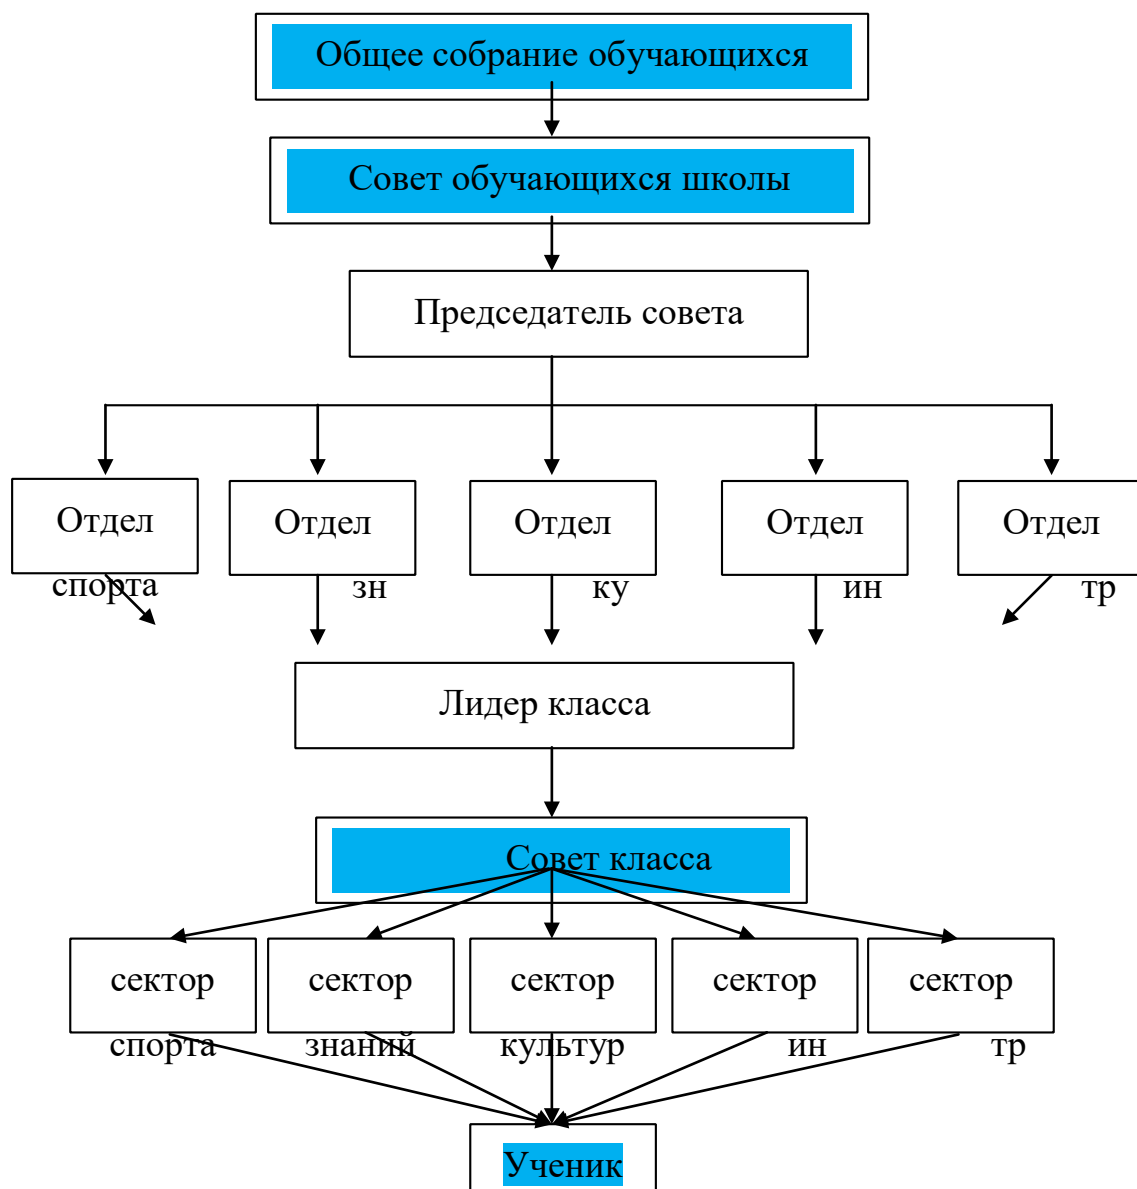 Общее собрание обучающихся
Совет обучающихся школы
Председатель совета
Отдел Отдел Отдел Отдел Отдел
спорта зн ку ин тр
Лидер класса
Совет класса
сектор сектор сектор сектор сектор
спорта знаний культур ин тр
Ученик